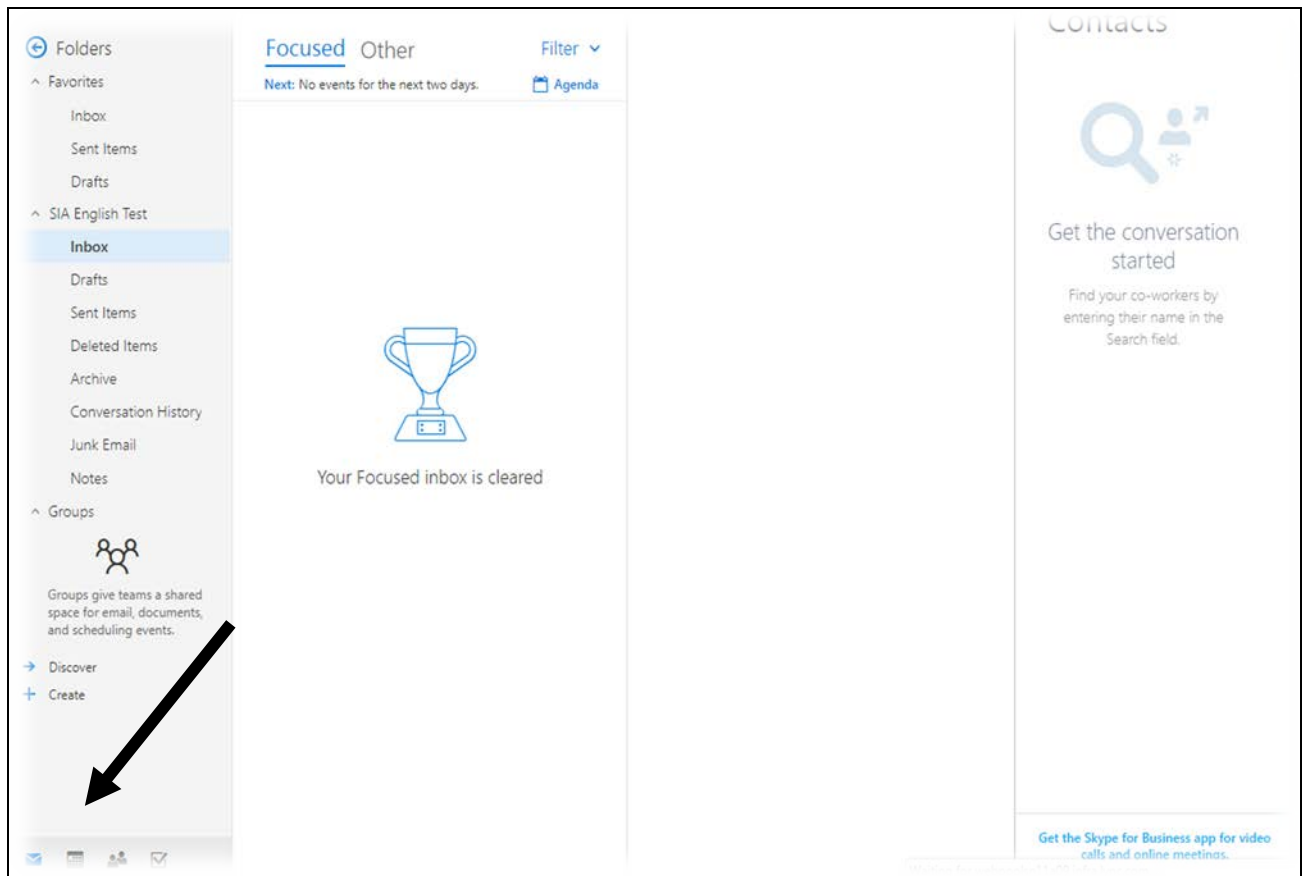 Folders
Favorites
Inbox
Sent Items
Drafts
SIA English Test
Inbox
Drafts
Sent Items
Deleted Items
Archive
Conversation History
Junk Email
Notes
Groups
Groups give teams a shared
space for email, documents,
and scheduling events.
Discover
Create
Focused Other Filter
Next: No events for the next two days. Agenda
Your Focused inbox is cleared
Contacts
Get the conversation
started
Find your co-workers by
entering their name in the
Search field.
Get the Skype for Business app for video
calls and online meetings.